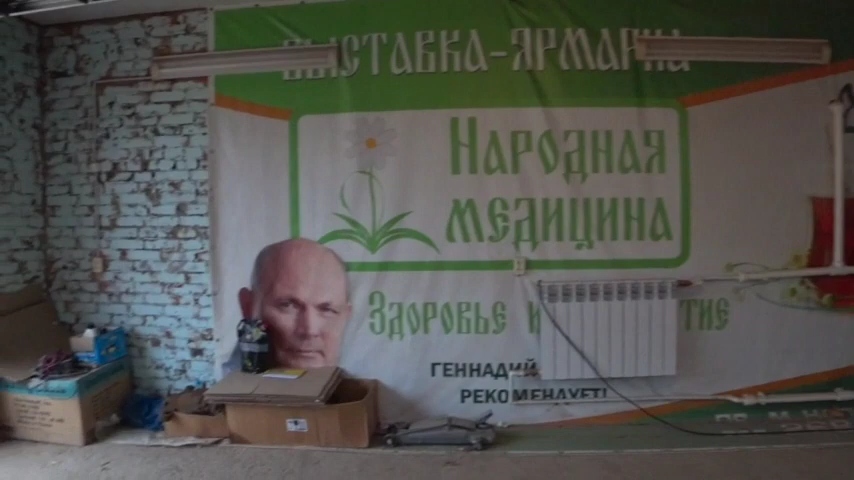 ВЫСТАВКА-ЯРМАРКА
НАРОДНАЯ
МЕДИЦИНА
ЗДОРОВЬЕ И
ГЕННАДИЙ
РЕКОМЕНДУЕТ!